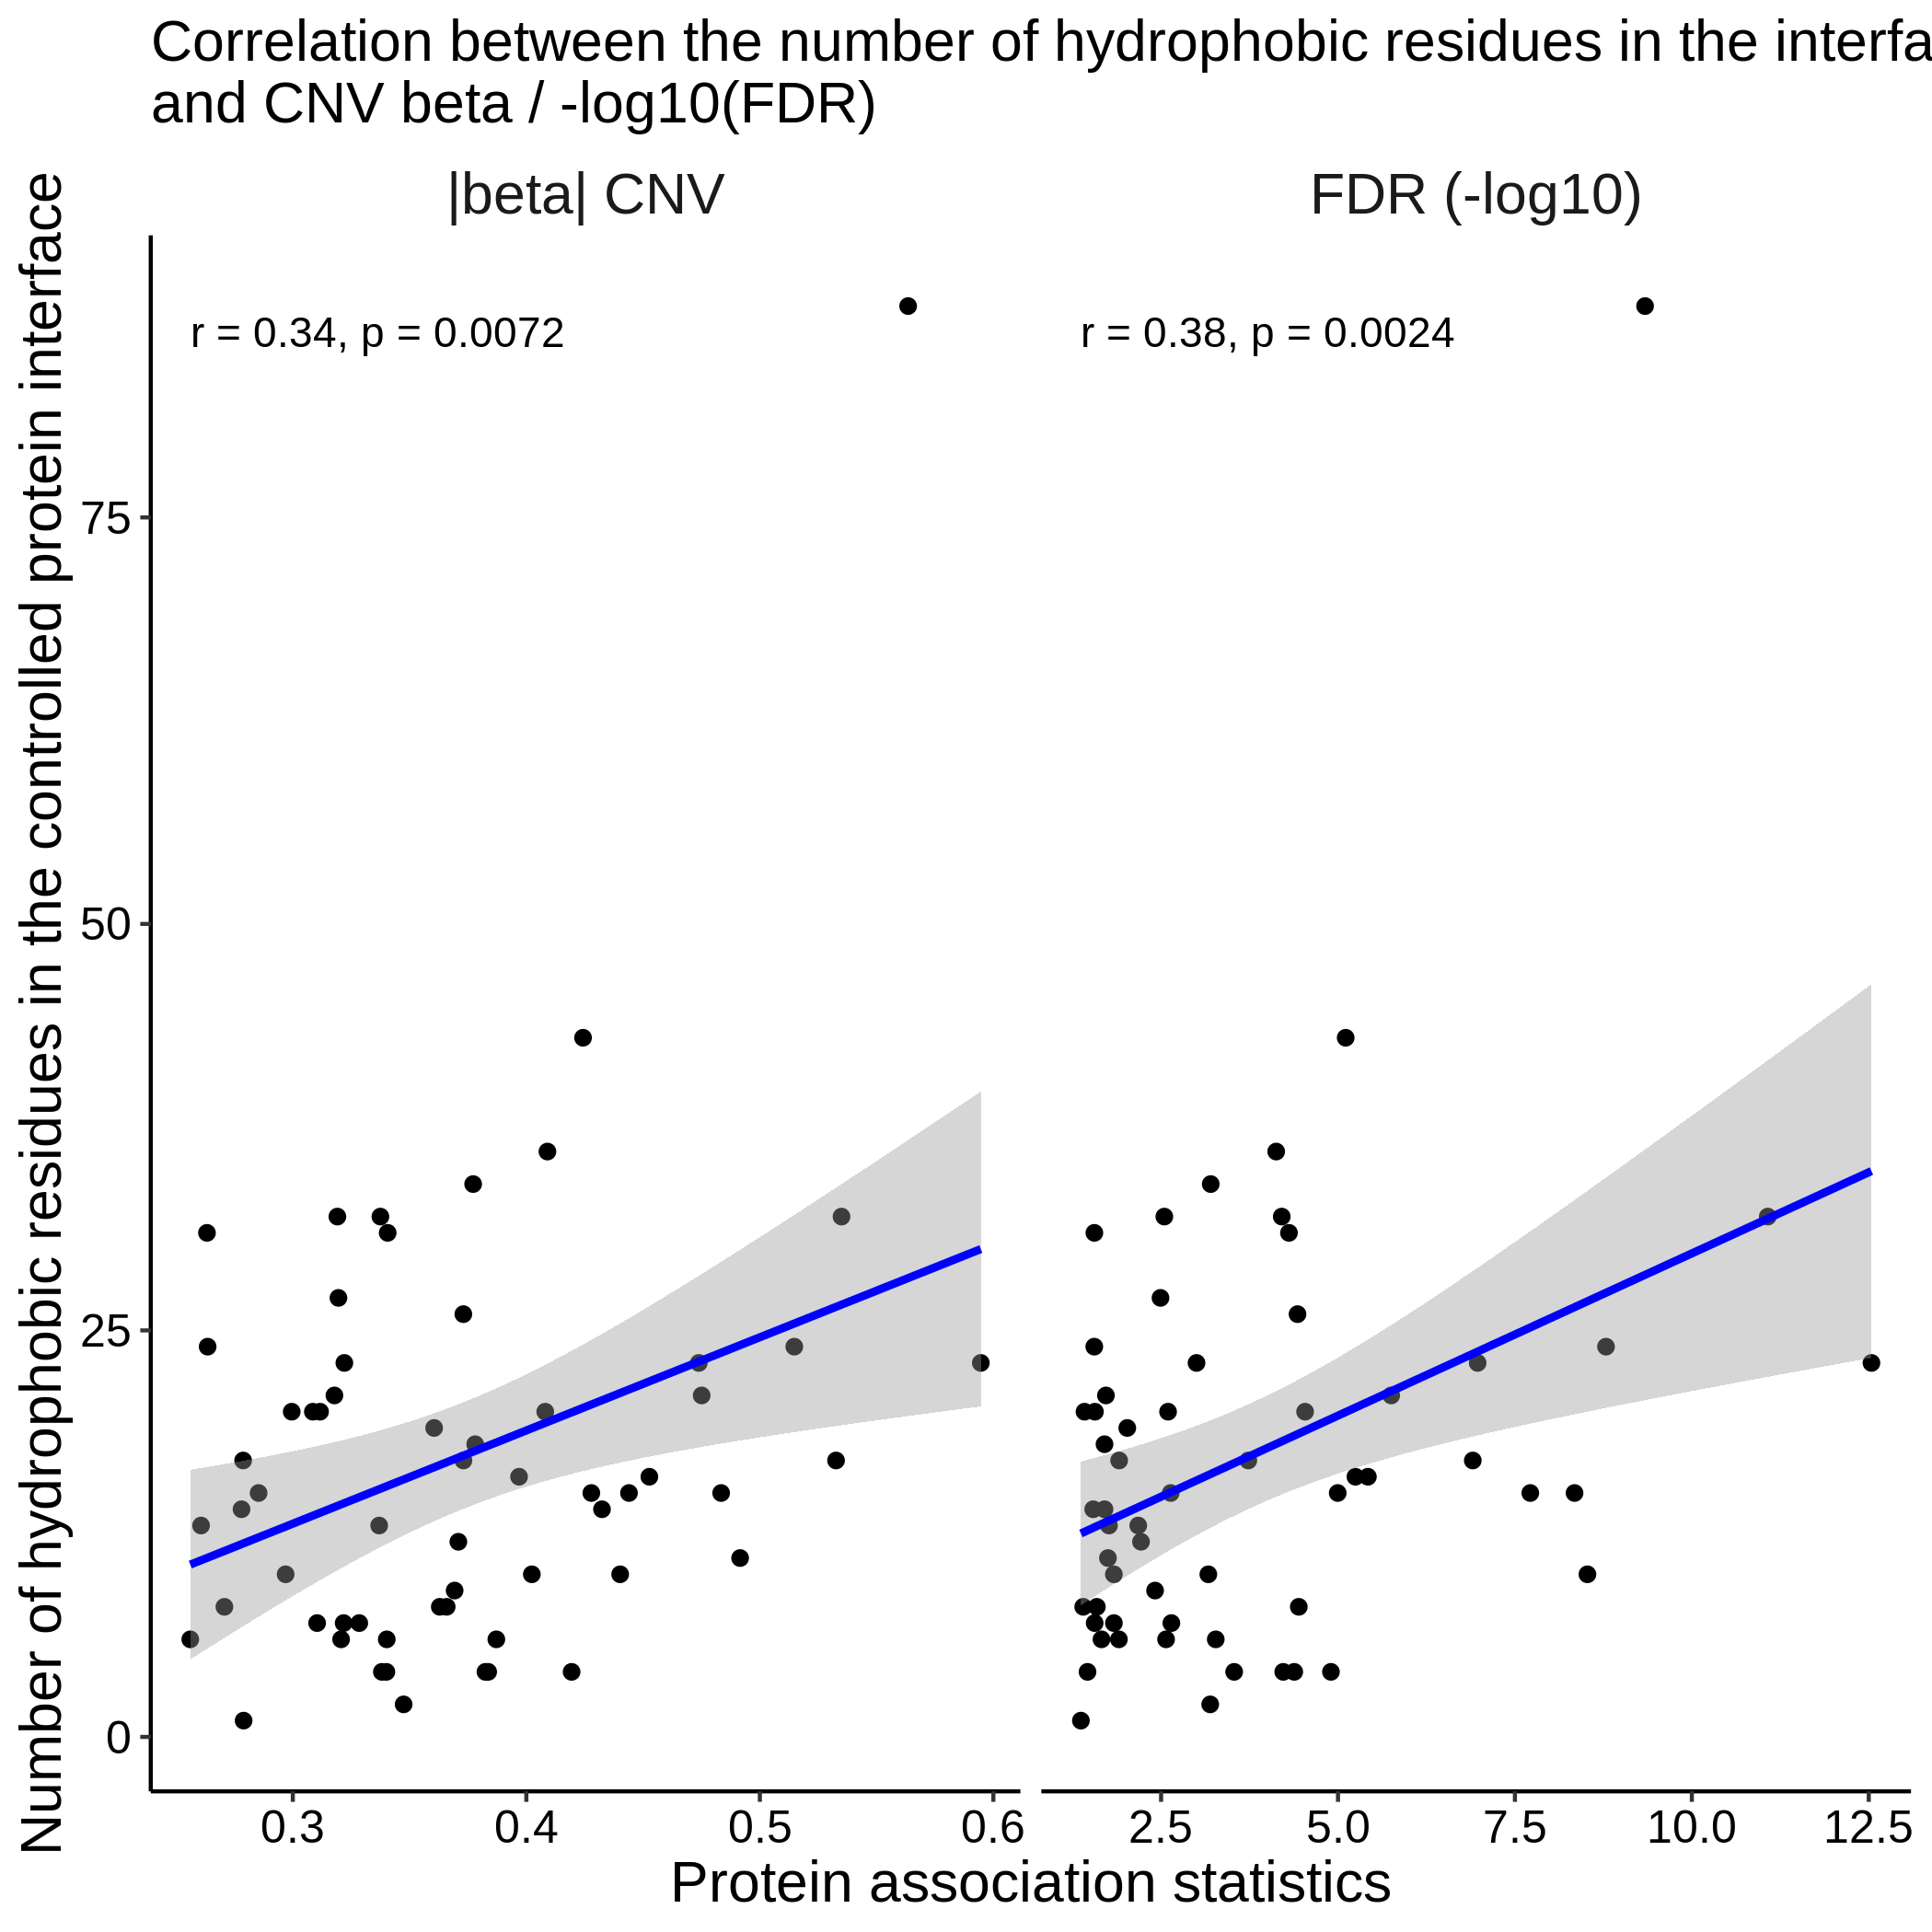 Correlation between the number of hydrophobic residues in the interfa
and CNV beta / -log10(FDR)
|beta| CNV
FDR (-log10)
r = 0.34, p = 0.0072
r = 0.38, p = 0.0024
Number of hydrophobic residues in the controlled protein interface
75
50
25
0
0.3 0.4 0.5 0.6
2.5 5.0 7.5 10.0 12.5
Protein association statistics